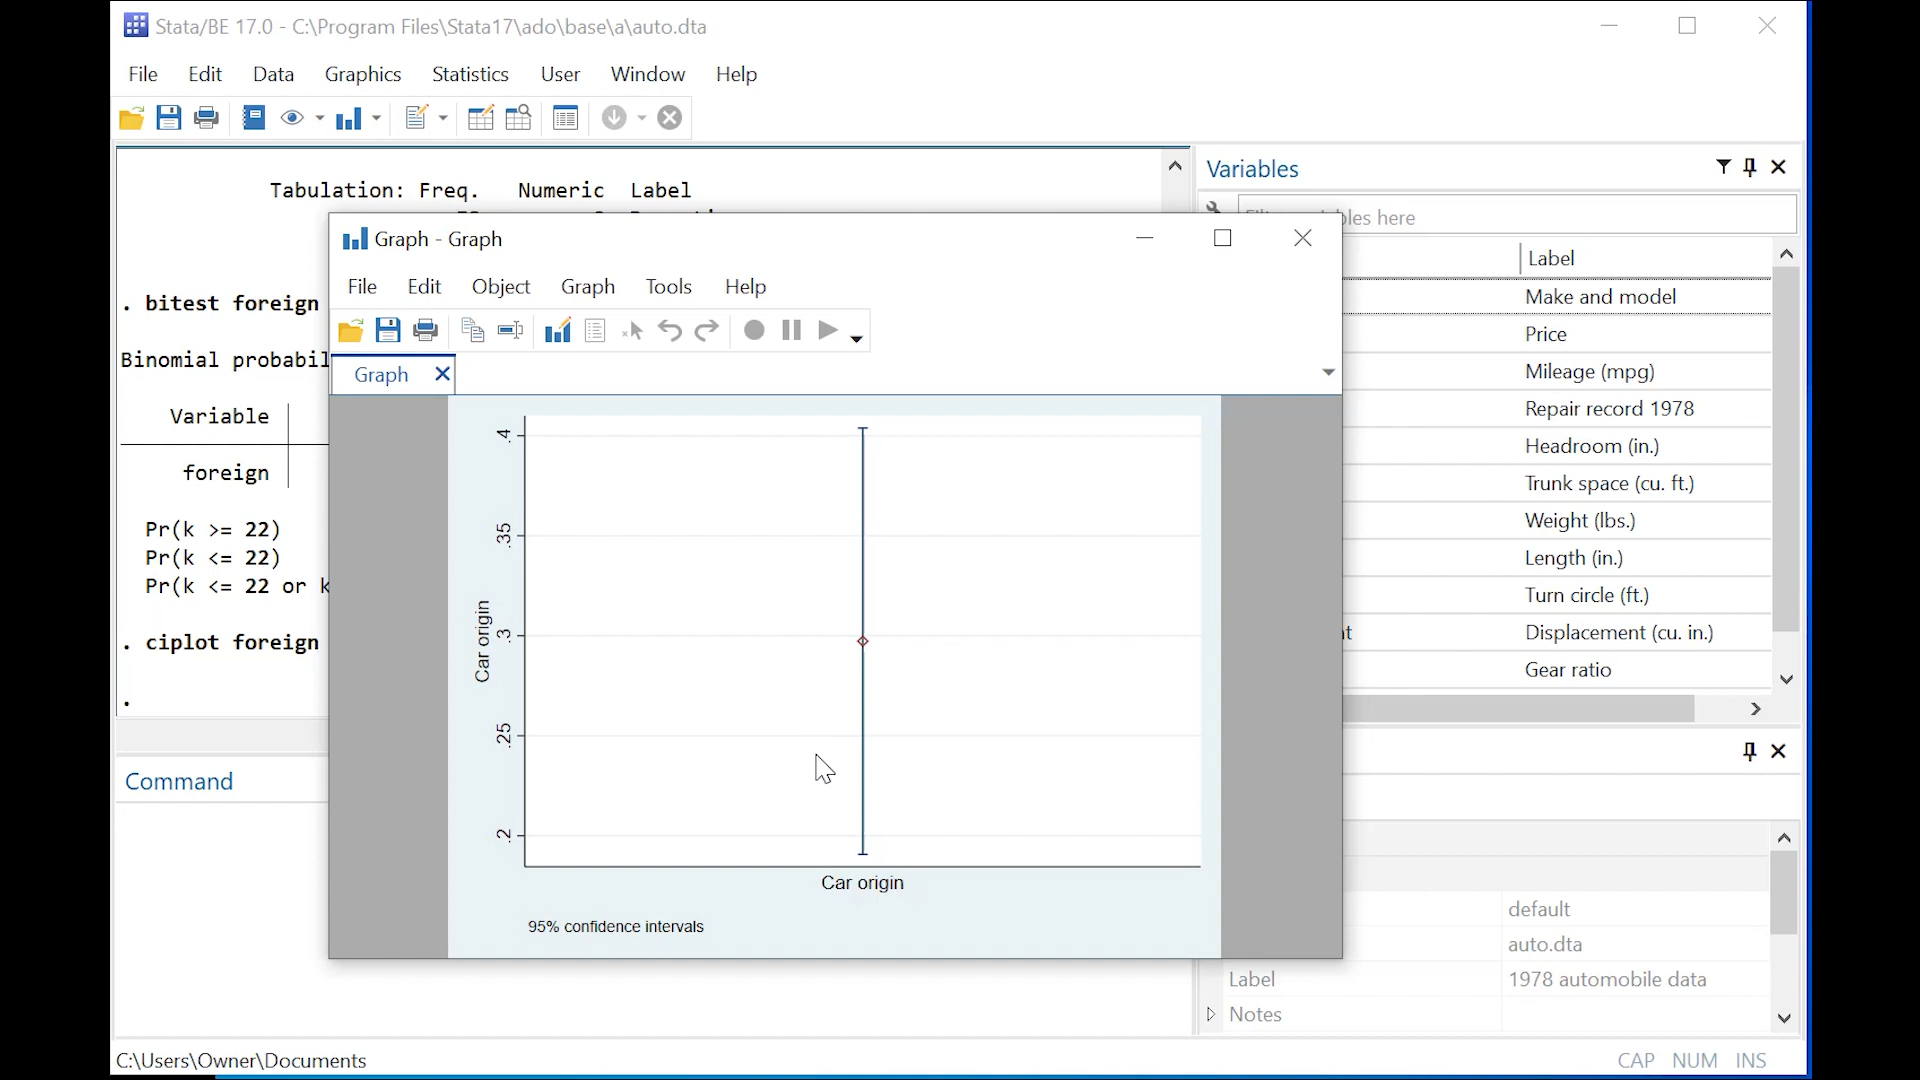 Stata/BE 17.0 - C:\Program Files\Stata17\ado\base\a\auto.dta
File Edit Data Graphics Statistics User Window Help
Tabulation: Freq. Numeric Label
. bitest foreign
Binomial probabil
Variable
foreign
Pr(k >= 22)
Pr(k <= 22)
Pr(k <= 22 or k
. ciplot foreign
.
Command
Graph - Graph
File Edit Object Graph Tools Help
Graph
.4
.35
.3
.25
.2
Car origin
Car origin
95% confidence intervals
Variables
bles here
Label
Make and model
Price
Mileage (mpg)
Repair record 1978
Headroom (in.)
Trunk space (cu. ft.)
Weight (lbs.)
Length (in.)
Turn circle (ft.)
t Displacement (cu. in.)
Gear ratio
default
auto.dta
Label 1978 automobile data
Notes
C:\Users\Owner\Documents
CAP NUM INS